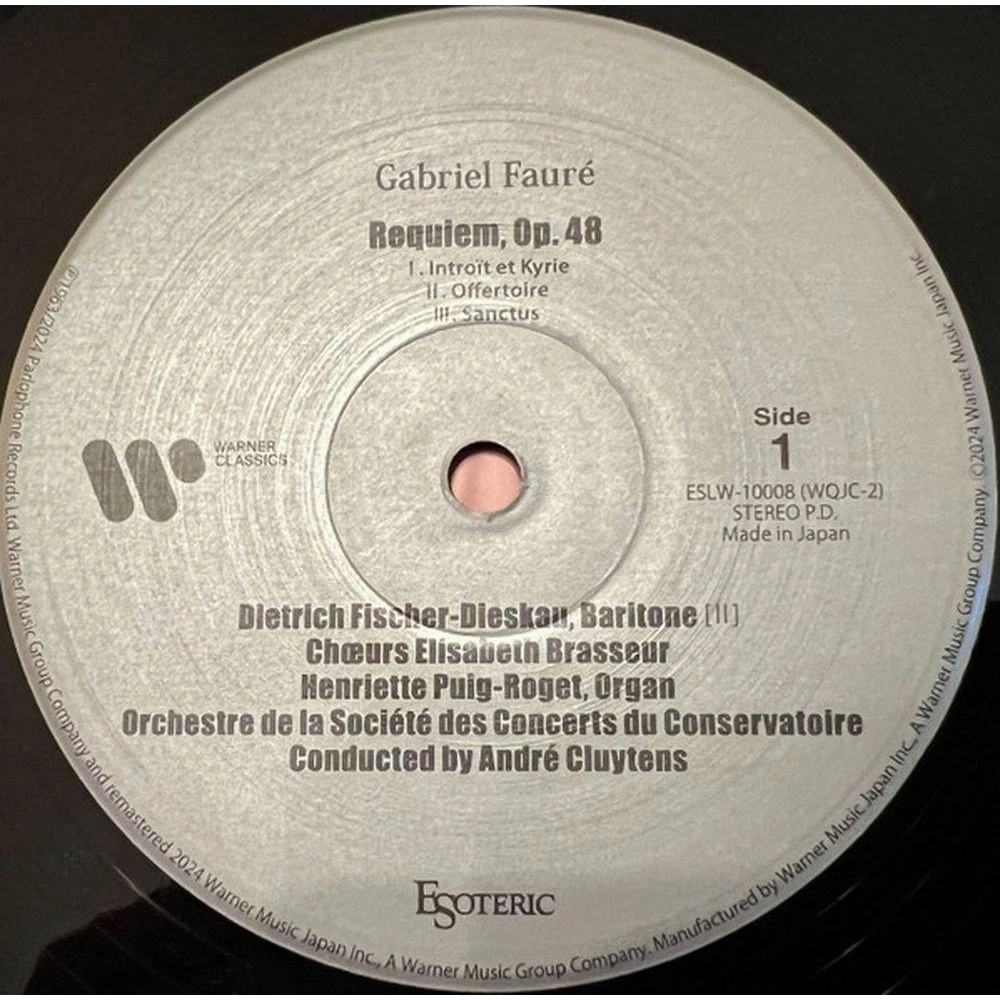 Gabriel Fauré
Requiem, Op. 48
I . Introït et Kyrie
II . Offertoire
III. Sanctus
WARNER
CLASSICS
Side
1
ESLW-10008 (WQJC-2)
STEREO P.D.
Made in Japan
Dietrich Fischer-Dieskau, Baritone [II]
Chœurs Elisabeth Brasseur
Henriette Puig-Roget, Organ
Orchestre de la Société des Concerts du Conservatoire
Conducted by André Cluytens
ESOTERIC
℗1963/2024 Parlophone Records Ltd. Warner Music Group Company and remastered 2024 Warner Music Japan Inc., A Warner Music Group Company. Manufactured by Warner Music Japan Inc., A Warner Music Group Company. ©2024 Warner Music Japan Inc.